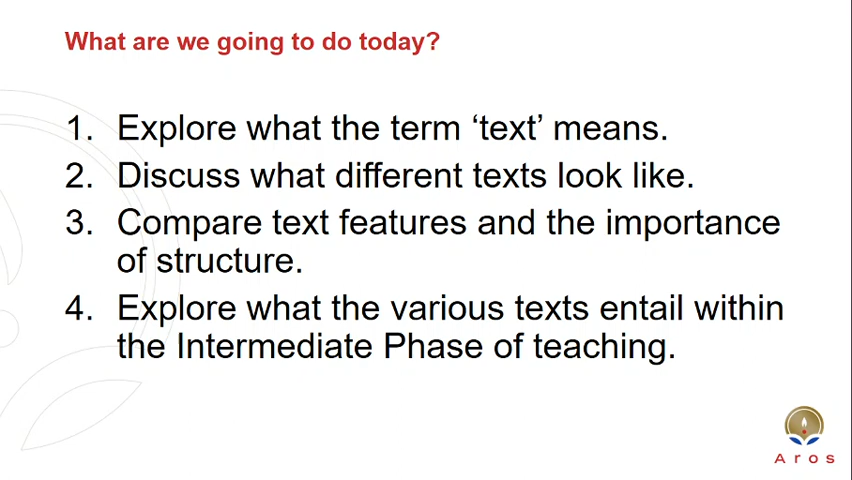 What are we going to do today?
1. Explore what the term ‘text’ means.
2. Discuss what different texts look like.
3. Compare text features and the importance
of structure.
4. Explore what the various texts entail within
the Intermediate Phase of teaching.
Aros